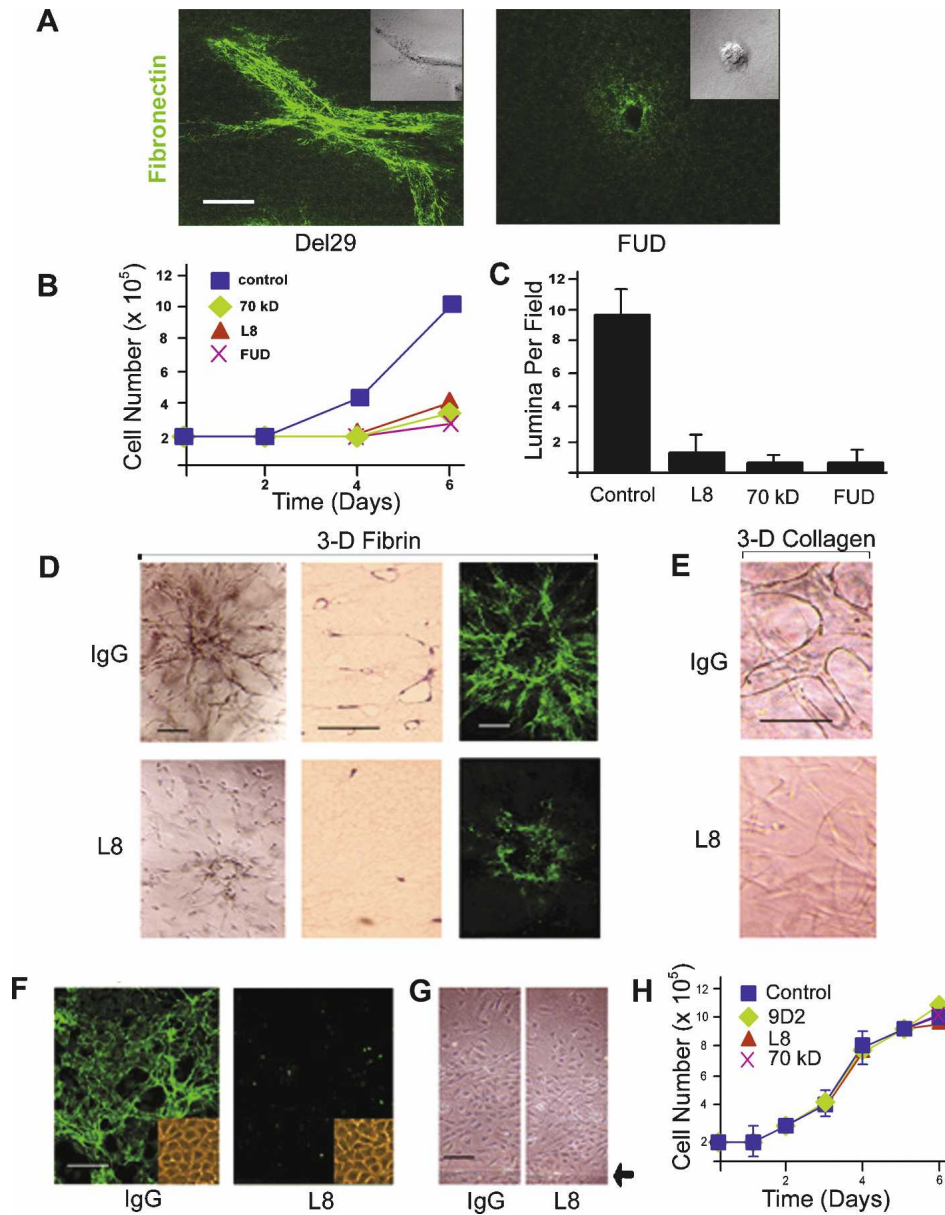 A
Fibronectin
Del29
FUD
B
Cell Number (x 10⁵)
12
10
8
6
4
2
control
70 kD
L8
FUD
2
4
6
Time (Days)
C
Lumina Per Field
12
10
8
6
4
2
Control
L8
70 kD
FUD
D
3-D Fibrin
IgG
L8
E
3-D Collagen
IgG
L8
F
IgG
L8
G
IgG
L8
H
Cell Number (x 10⁵)
12
10
8
6
4
2
Control
9D2
L8
70 kD
2
4
6
Time (Days)